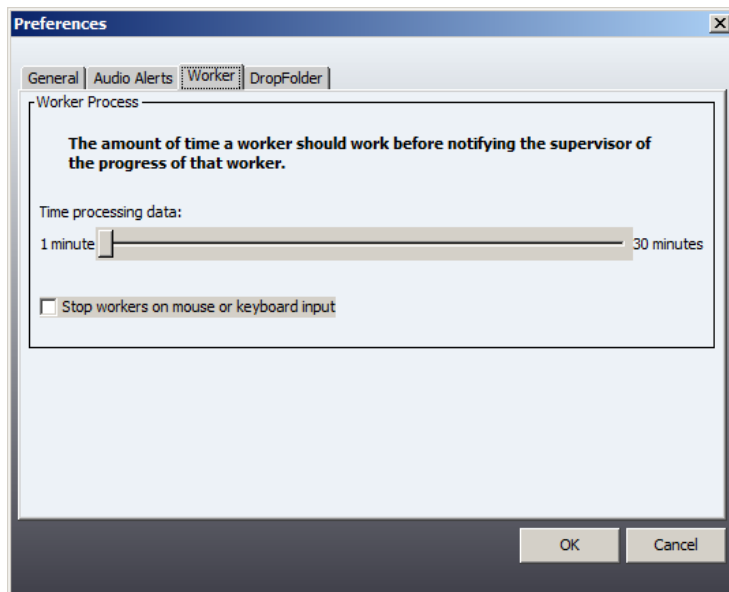 Preferences
General Audio Alerts Worker DropFolder
Worker Process
The amount of time a worker should work before notifying the supervisor of
the progress of that worker.
Time processing data:
1 minute 30 minutes
Stop workers on mouse or keyboard input
OK Cancel